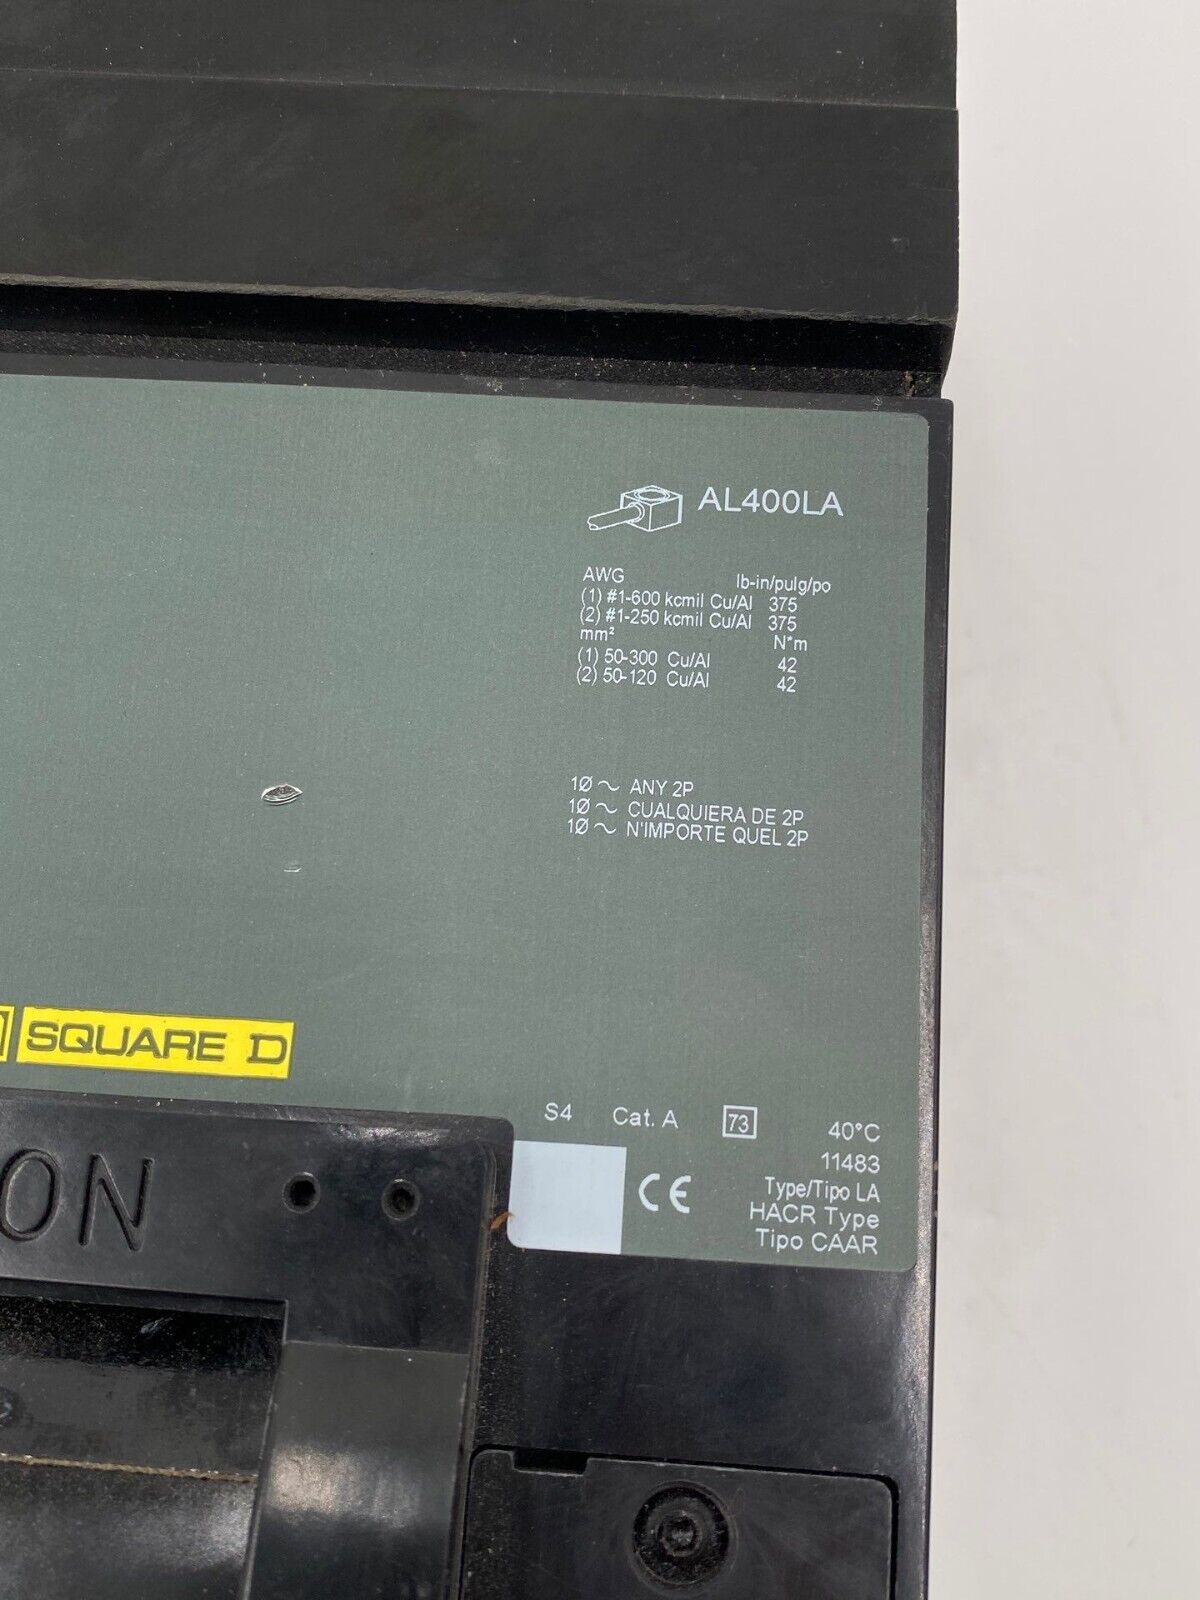 AL400LA
AWG lb-in/pulg/po
(1) #1-600 kcmil Cu/Al 375
(2) #1-250 kcmil Cu/Al 375
mm² N*m
(1) 50-300 Cu/Al 42
(2) 50-120 Cu/Al 42
1Ø ~ ANY 2P
1Ø ~ CUALQUIERA DE 2P
1Ø ~ N'IMPORTE QUEL 2P
SQUARE D
S4 Cat. A 73 40°C
11483
CE Type/Tipo LA
HACR Type
Tipo CAAR
ON